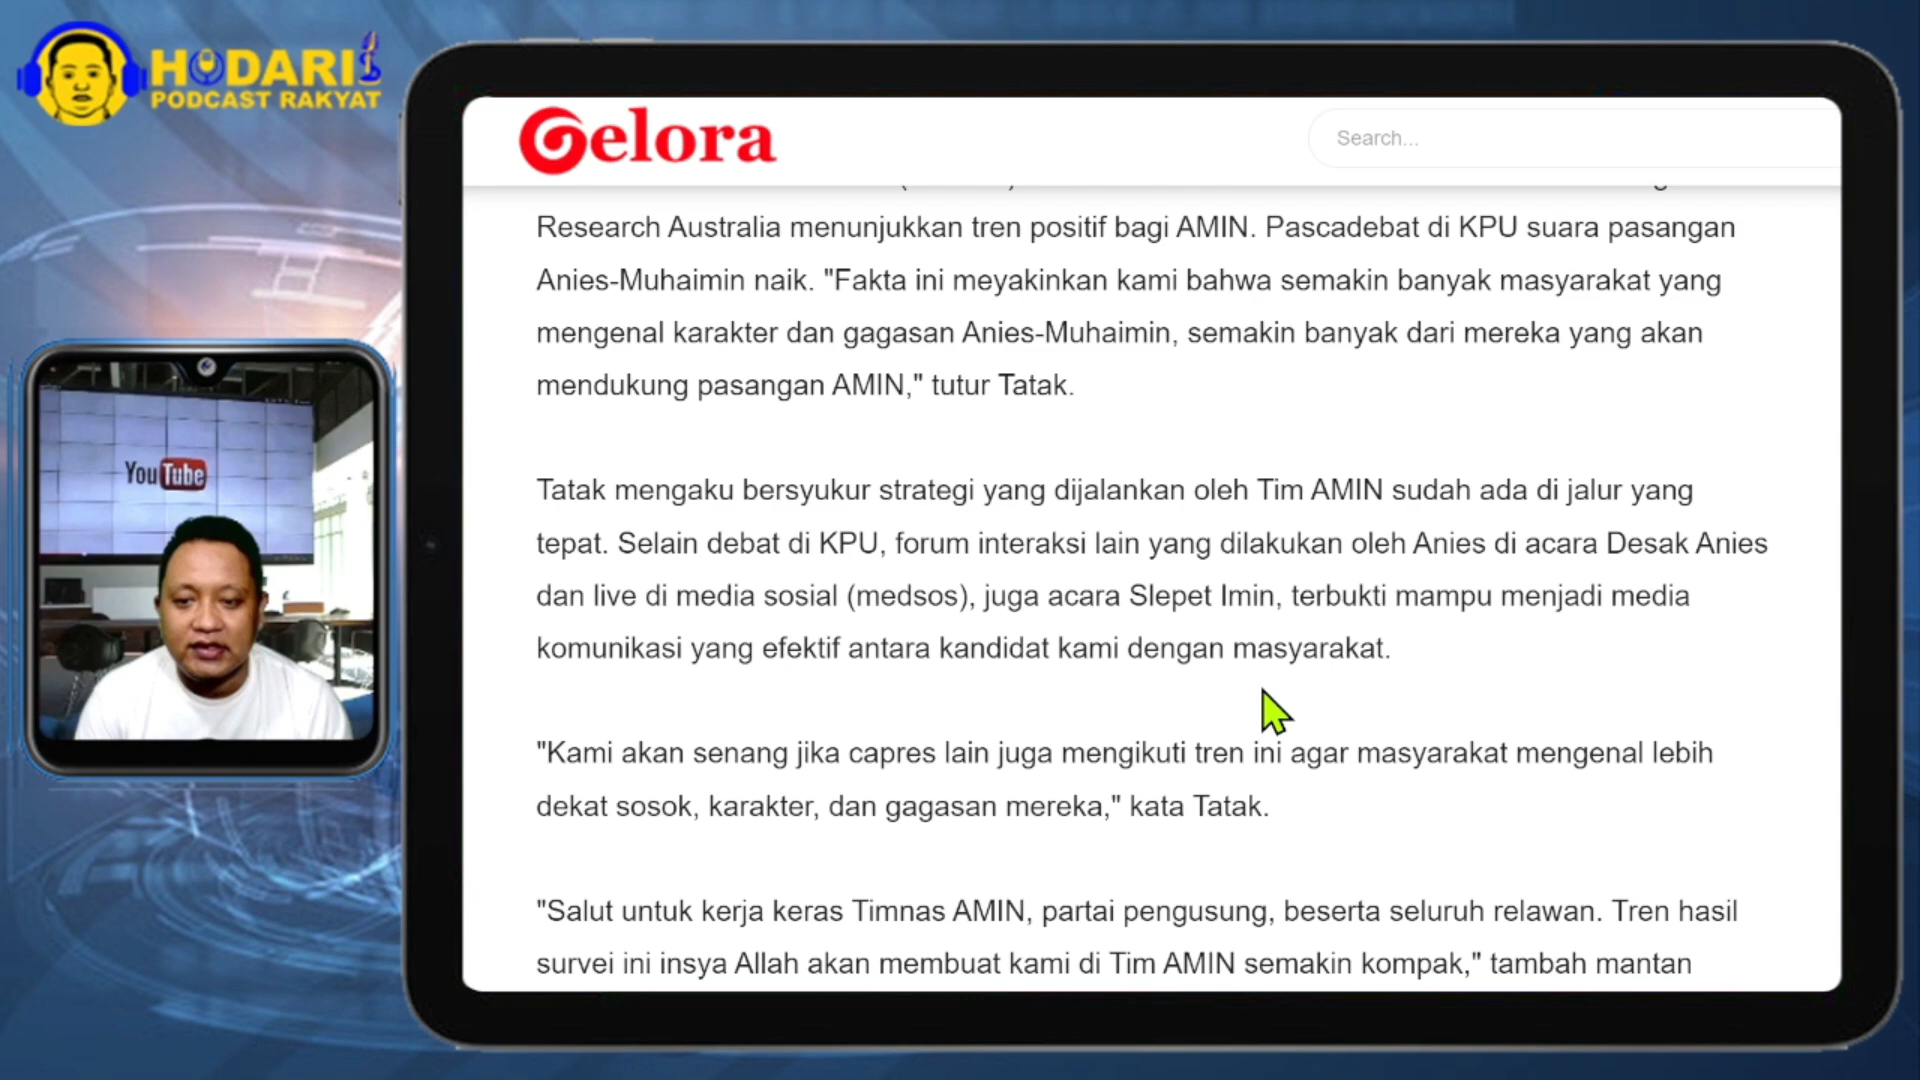 HODARI
PODCAST RAKYAT
Gelora
Search...
Research Australia menunjukkan tren positif bagi AMIN. Pascadebat di KPU suara pasangan
Anies-Muhaimin naik. "Fakta ini meyakinkan kami bahwa semakin banyak masyarakat yang
mengenal karakter dan gagasan Anies-Muhaimin, semakin banyak dari mereka yang akan
mendukung pasangan AMIN," tutur Tatak.
Tatak mengaku bersyukur strategi yang dijalankan oleh Tim AMIN sudah ada di jalur yang
tepat. Selain debat di KPU, forum interaksi lain yang dilakukan oleh Anies di acara Desak Anies
dan live di media sosial (medsos), juga acara Slepet Imin, terbukti mampu menjadi media
komunikasi yang efektif antara kandidat kami dengan masyarakat.
"Kami akan senang jika capres lain juga mengikuti tren ini agar masyarakat mengenal lebih
dekat sosok, karakter, dan gagasan mereka," kata Tatak.
"Salut untuk kerja keras Timnas AMIN, partai pengusung, beserta seluruh relawan. Tren hasil
survei ini insya Allah akan membuat kami di Tim AMIN semakin kompak," tambah mantan
YouTube